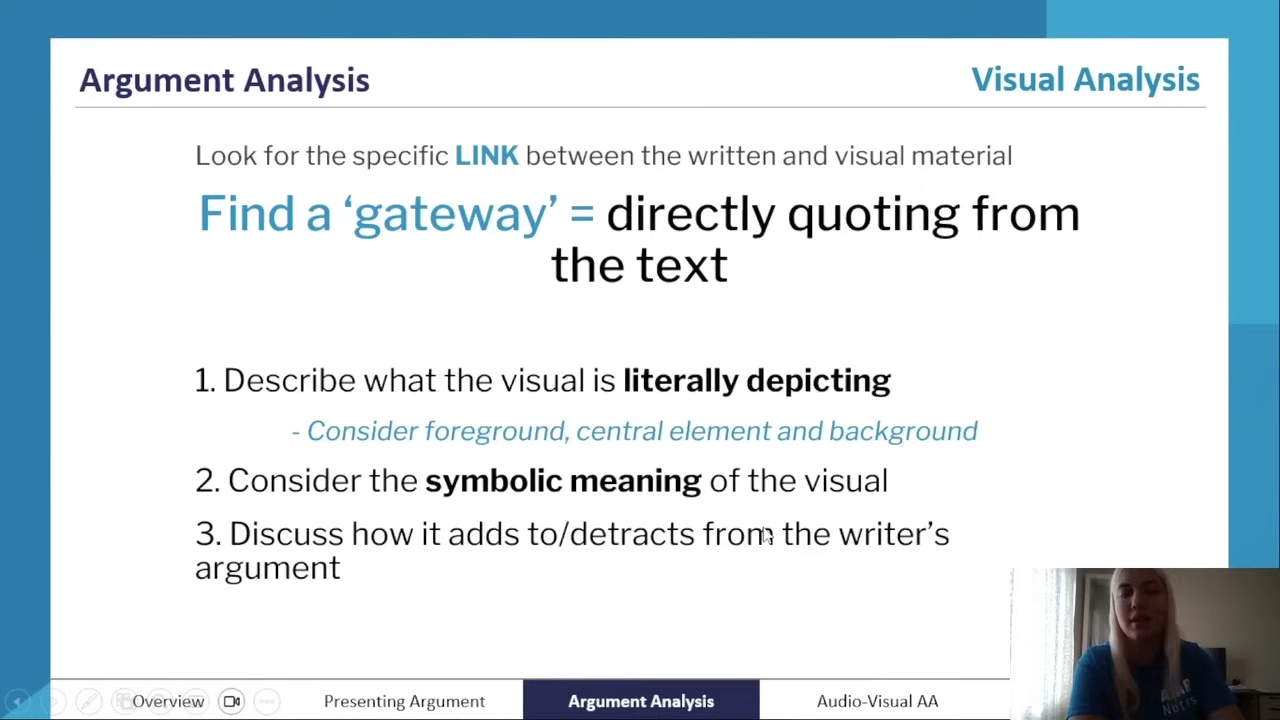 Argument Analysis
Visual Analysis
Look for the specific LINK between the written and visual material
Find a ‘gateway’ = directly quoting from
the text
1. Describe what the visual is literally depicting
- Consider foreground, central element and background
2. Consider the symbolic meaning of the visual
3. Discuss how it adds to/detracts from the writer’s
argument
Notes
Overview
Presenting Argument
Argument Analysis
Audio-Visual AA